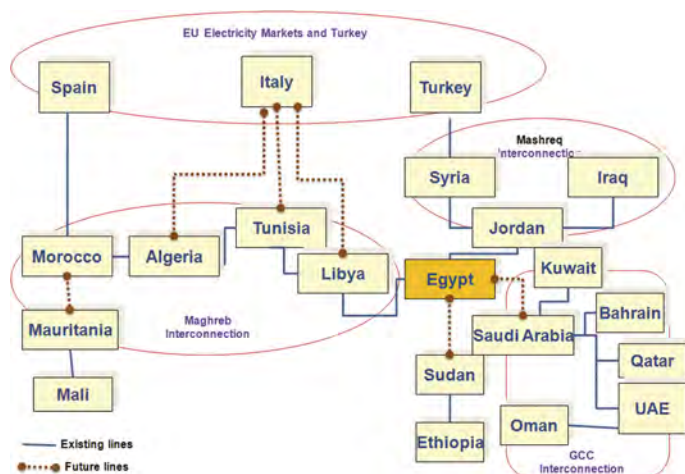 EU Electricity Markets and Turkey
Spain
Italy
Turkey
Mashreq
Interconnection
Syria
Iraq
Jordan
Tunisia
Morocco
Algeria
Libya
Egypt
Kuwait
Mauritania
Maghreb
Interconnection
Saudi Arabia
Bahrain
Qatar
Mali
Sudan
UAE
Oman
Ethiopia
GCC
Interconnection
Existing lines
Future lines